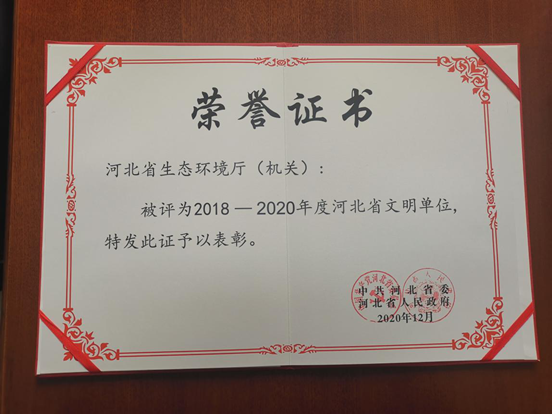 荣誉证书
河北省生态环境厅（机关）：
被评为2018—2020年度河北省文明单位，
特发此证予以表彰。
中共河北省委
河北省人民政府
2020年12月